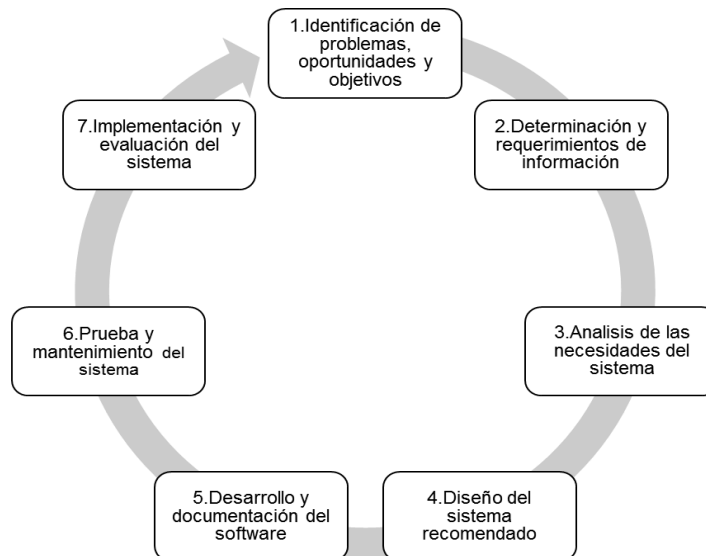 1.Identificación de
problemas,
oportunidades y
objetivos
2.Determinación y
requerimientos de
información
3.Analisis de las
necesidades del
sistema
4.Diseño del
sistema
recomendado
5.Desarrollo y
documentación del
software
6.Prueba y
mantenimiento del
sistema
7.Implementación y
evaluación del
sistema